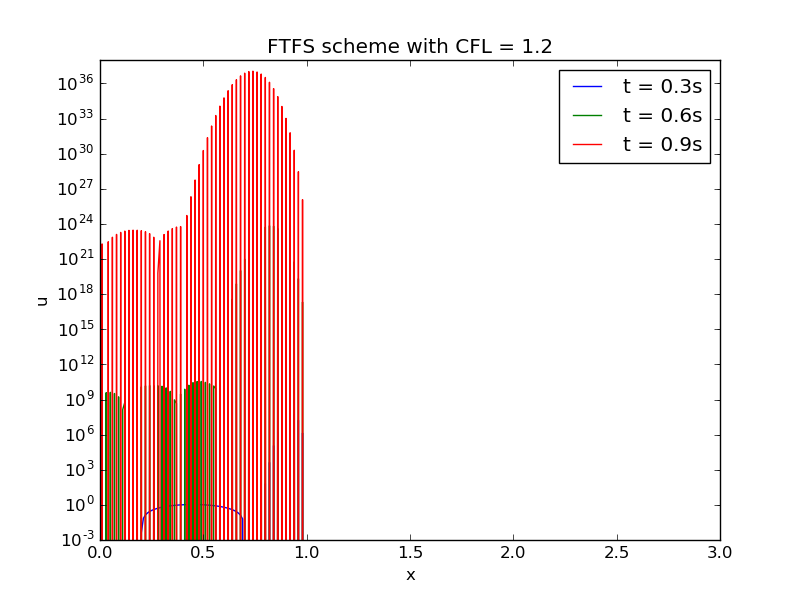 FTFS scheme with CFL = 1.2
10^36
10^33
10^30
10^27
10^24
10^21
10^18
10^15
10^12
10^9
10^6
10^3
10^0
10^-3
u
t = 0.3s
t = 0.6s
t = 0.9s
0.0 0.5 1.0 1.5 2.0 2.5 3.0
x